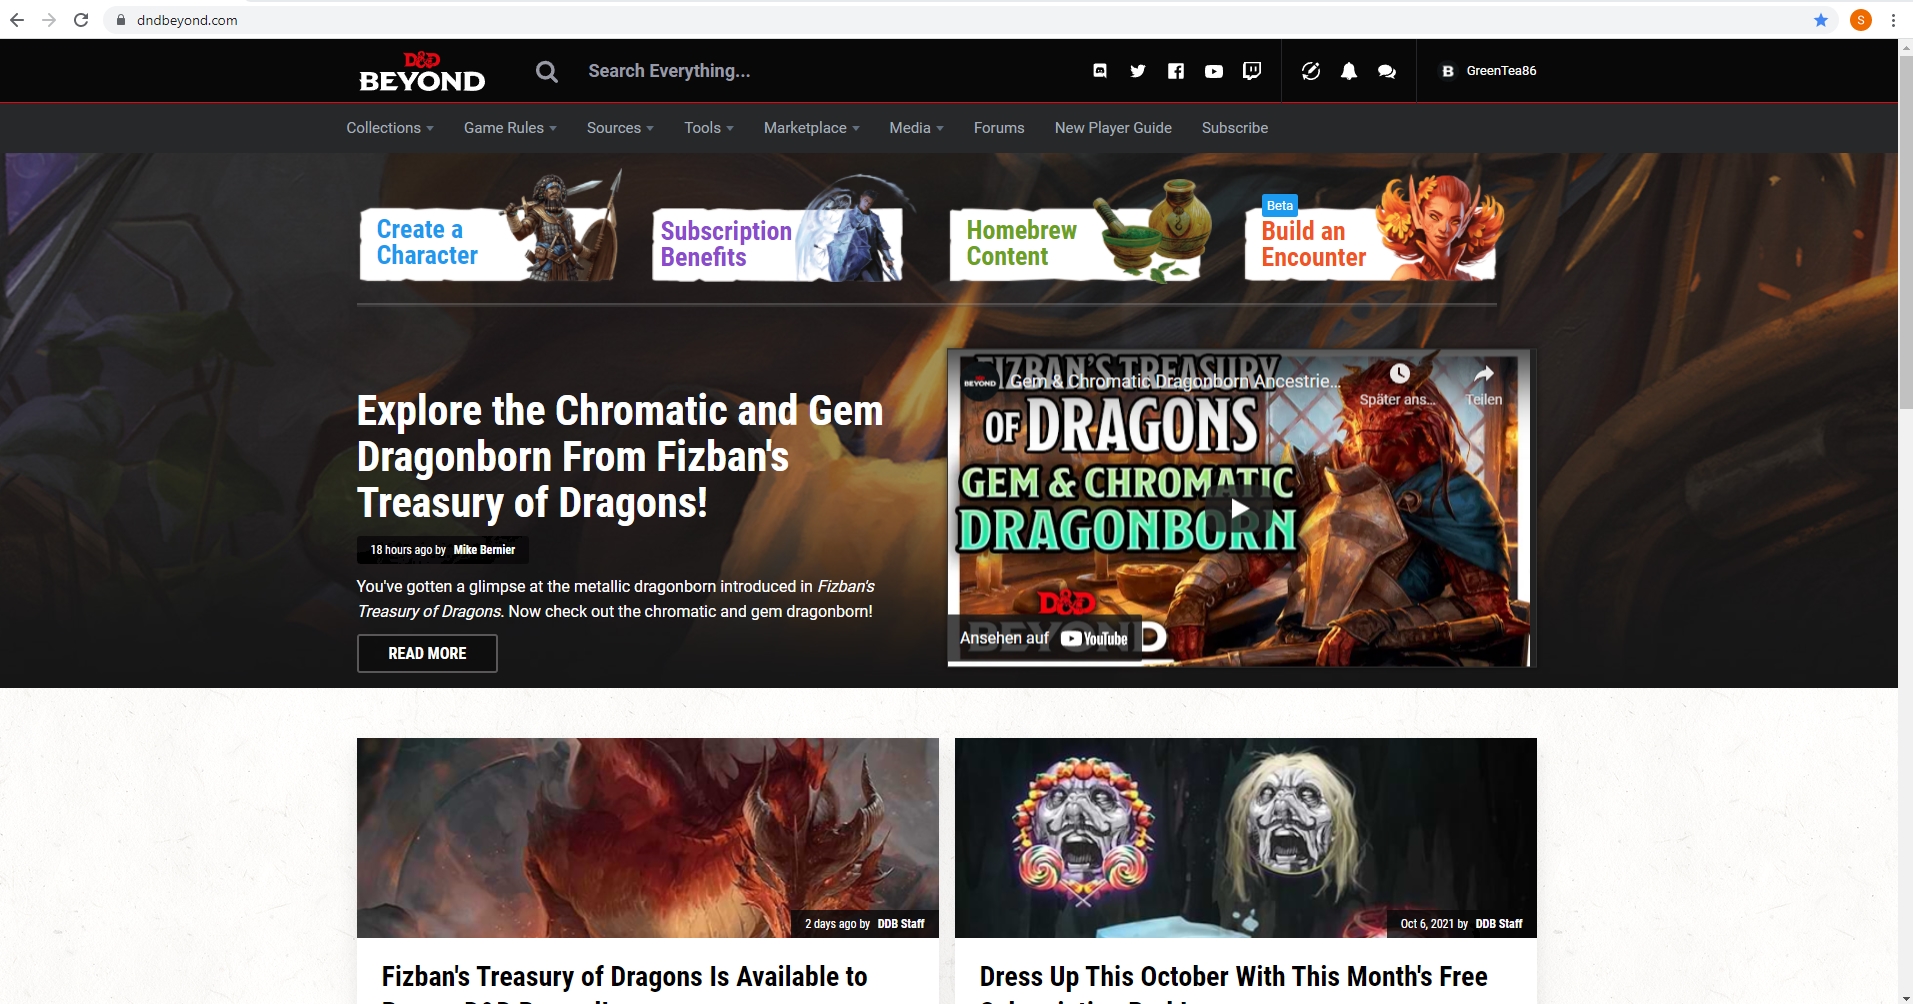 dndbeyond.com
S
D&D
BEYOND
Search Everything...
B GreenTea86
Collections Game Rules Sources Tools Marketplace Media Forums New Player Guide Subscribe
Create a
Character
Subscription
Benefits
Homebrew
Content
Beta
Build an
Encounter
Explore the Chromatic and Gem
Dragonborn From Fizban's
Treasury of Dragons!
18 hours ago by Mike Bernier
You've gotten a glimpse at the metallic dragonborn introduced in Fizban's
Treasury of Dragons. Now check out the chromatic and gem dragonborn!
READ MORE
FIZBAN'S TREASURY
BEYOND Gem & Chromatic Dragonborn Ancestrie...
Später ans... Teilen
OF DRAGONS
GEM & CHROMATIC
DRAGONBORN
D&D
BEYOND
Ansehen auf YouTube
2 days ago by DDB Staff
Fizban's Treasury of Dragons Is Available to
Oct 6, 2021 by DDB Staff
Dress Up This October With This Month's Free